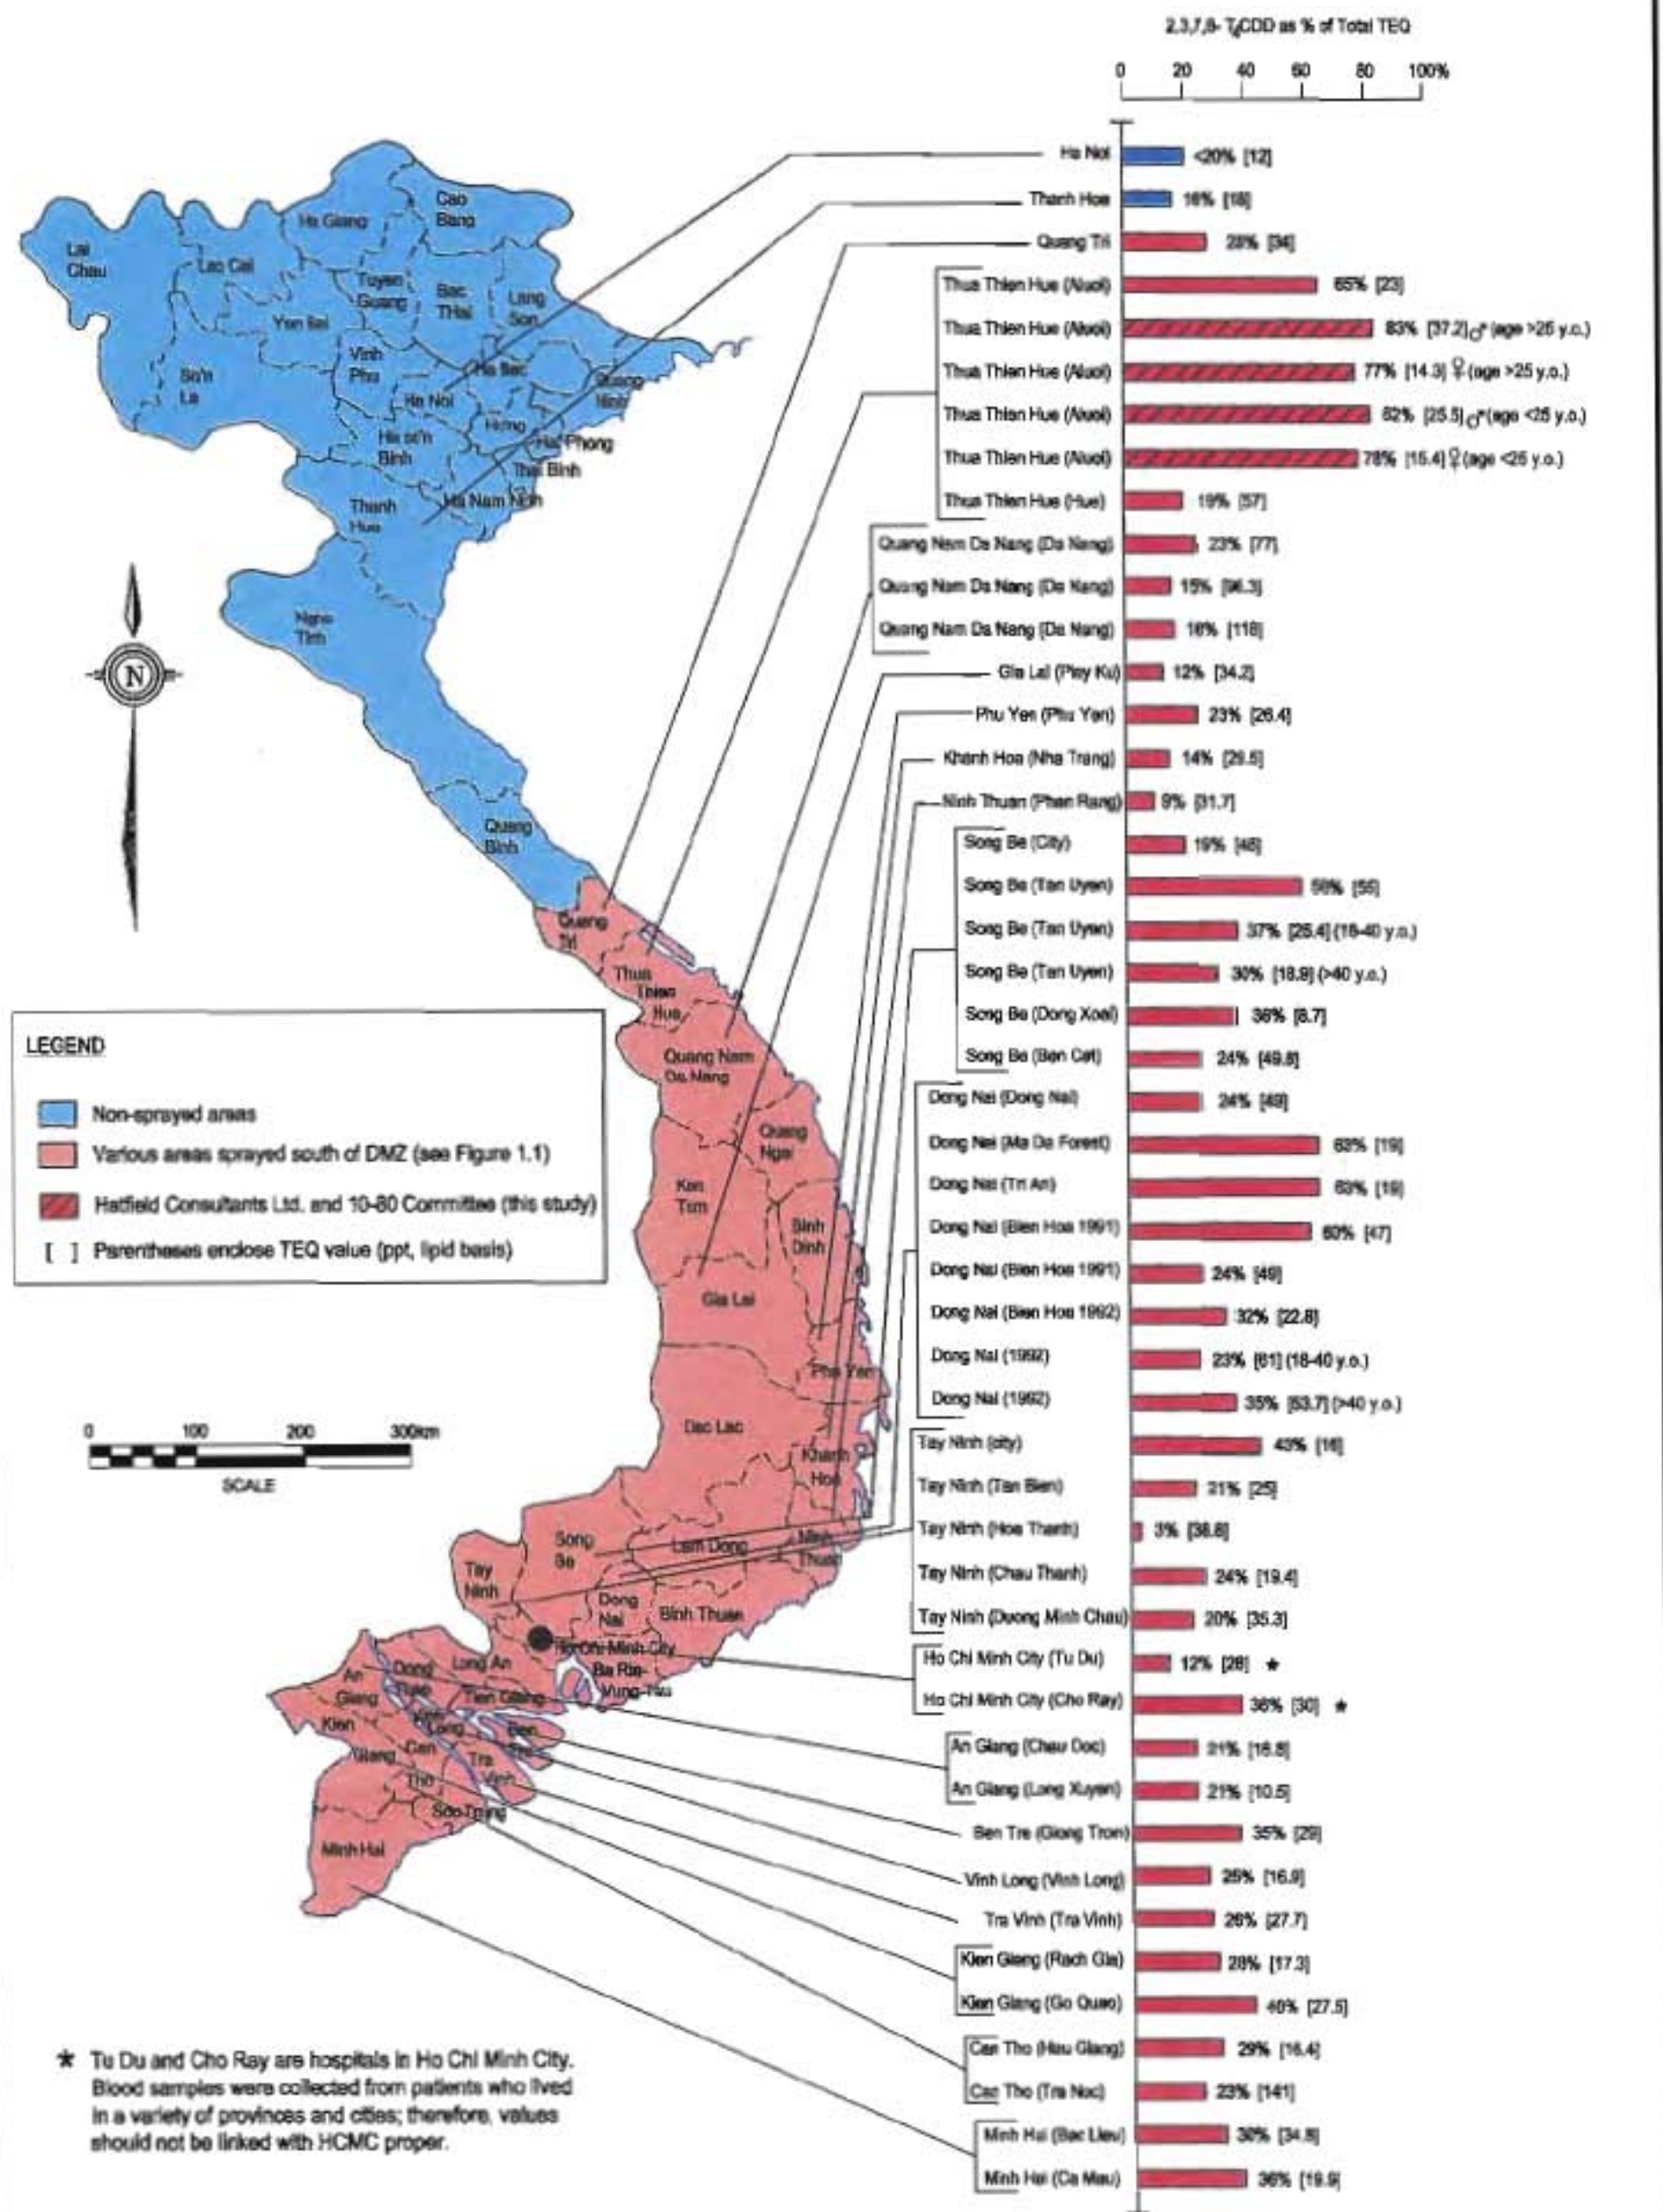 2,3,7,8- T₄CDD as % of Total TEQ
0 20 40 60 80 100%
Ha Noi <20% [12]
Thanh Hoa 16% [18]
Quang Tri 28% [34]
Thua Thien Hue (Aluoi) 65% [23]
Thua Thien Hue (Aluoi) 83% [37.2] ♂ (age >25 y.o.)
Thua Thien Hue (Aluoi) 77% [14.3] ♀ (age >25 y.o.)
Thua Thien Hue (Aluoi) 82% [25.5] ♂ (age <25 y.o.)
Thua Thien Hue (Aluoi) 78% [15.4] ♀ (age <25 y.o.)
Thua Thien Hue (Hue) 19% [57]
Quang Nam Da Nang (Da Nang) 23% [77]
Quang Nam Da Nang (Da Nang) 15% [96.3]
Quang Nam Da Nang (Da Nang) 16% [118]
Gia Lai (Play Ku) 12% [34.2]
Phu Yen (Phu Yen) 23% [26.4]
Khanh Hoa (Nha Trang) 14% [29.5]
Ninh Thuan (Phan Rang) 9% [31.7]
Song Be (City) 19% [48]
Song Be (Tan Uyen) 58%
Song Be (Tan Uyen) 37% [25.4] (18-40 y.o.)
Song Be (Tan Uyen) 30% [18.9] (>40 y.o.)
Song Be (Dong Xoai) 36% [8.7]
Song Be (Ben Cat) 24% [49.8]
Dong Nai (Dong Nai) 24% [49]
Dong Nai (Ma Da Forest) 63% [19]
Dong Nai (Tri An) 63% [19]
Dong Nai (Bien Hoa 1991) 60% [47]
Dong Nai (Bien Hoa 1991) 24% [49]
Dong Nai (Bien Hoa 1992) 32% [22.8]
Dong Nai (1992) 23% [61] (18-40 y.o.)
Dong Nai (1992) 35% [53.7] (>40 y.o.)
Tay Ninh (city) 43% [16]
Tay Ninh (Tan Bien) 21% [25]
Tay Ninh (Hoa Thanh) 3% [38.8]
Tay Ninh (Chau Thanh) 24% [19.4]
Tay Ninh (Duong Minh Chau) 20% [35.3]
Ho Chi Minh City (Tu Du) 12% [28] ★
Ho Chi Minh City (Cho Ray) 36% [30] ★
An Giang (Chau Doc) 21%
An Giang (Long Xuyen) 21% [10.5]
Ben Tre (Giong Trom) 35% [29]
Vinh Long (Vinh Long) 25% [16.9]
Tra Vinh (Tra Vinh) 26% [27.7]
Kien Giang (Rach Gia) 28% [17.3]
Kien Giang (Go Quao) 40% [27.5]
Can Tho (Hau Giang) 29% [16.4]
Can Tho (Tra Noc) 23% [141]
Minh Hai (Bac Lieu) 30% [34.8]
Minh Hai (Ca Mau) 36% [19.9]
Lai
Chau
Lao Cai
Ha Giang
Cao
Bang
Tuyen
Quang
Bac
THai
Lang
Son
Yen Bai
So'n
La
Vinh
Phu
Ha Bac
Quang
Ninh
Ha Noi
Hưng
Hai Phong
Binh
Thai Binh
Ha Nam Ninh
Thanh
Hoa
Tinh
N
Quang
Binh
Quang
Tri
Thua
Thien
Hue
Quang Nam
Da Nang
Quang
Ngai
Kon
Tum
Binh
Dinh
Gia Lai
Phu Yen
Dac Lac
Khanh
Hoa
Song
Be
Lam Dong
Ninh
Thuan
Tay
Ninh
Dong
Nai
Binh Thuan
Ho Chi Minh City
Ba Ria-
Vung-Tau
Long An
An
Giang
Dong
Thap
Tien Giang
Kien
Giang
Long
Ben
Tre
Can
Tho
Tra
Vinh
Soc Trang
Minh Hai
LEGEND
Non-sprayed areas
Various areas sprayed south of DMZ (see Figure 1.1)
Hatfield Consultants Ltd. and 10-80 Committee (this study)
[ ] Parentheses enclose TEQ value (ppt, lipid basis)
0 100 200 300km
SCALE
★ Tu Du and Cho Ray are hospitals in Ho Chi Minh City.
Blood samples were collected from patients who lived
in a variety of provinces and cities; therefore, values
should not be linked with HCMC proper.